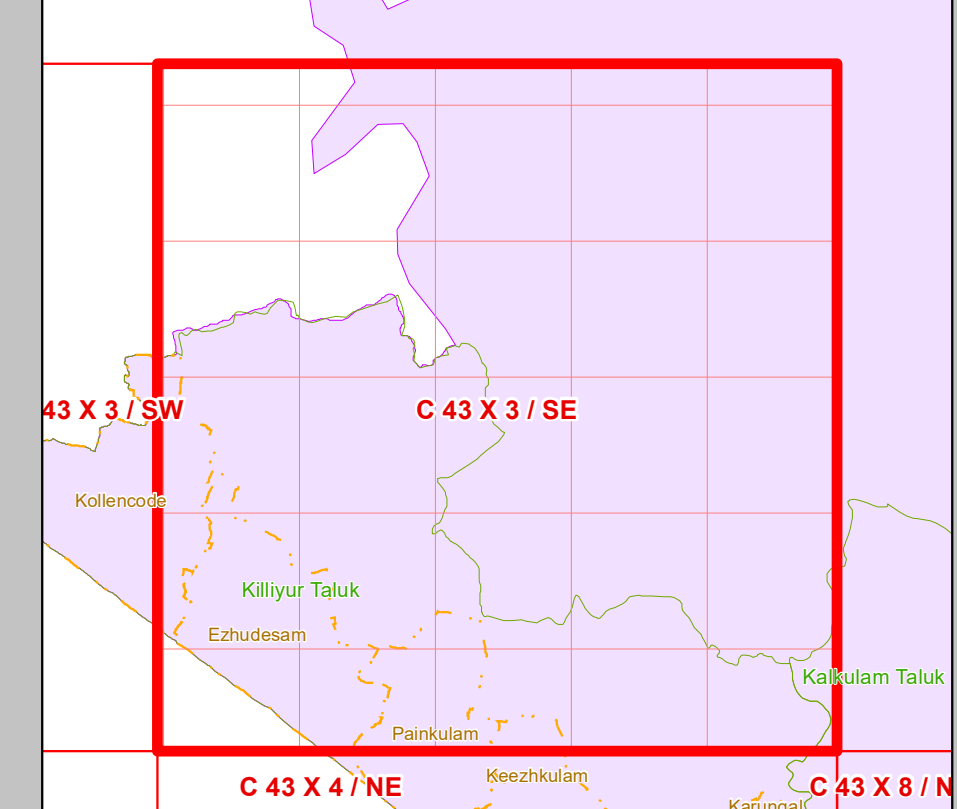 43 X 3 / SW
C 43 X 3 / SE
Kollencode
Killiyur Taluk
Ezhudesam
Kalkulam Taluk
Painkulam
Keezhkulam
C 43 X 4 / NE
C 43 X 8 / N
Karungal